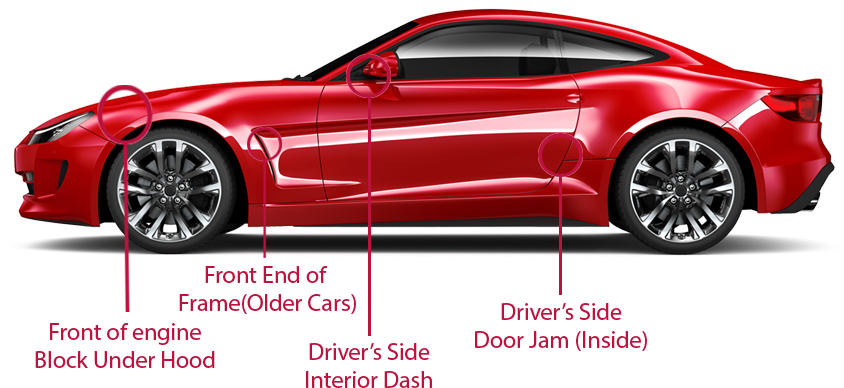 Front End of
Frame(Older Cars)
Front of engine
Block Under Hood
Driver’s Side
Interior Dash
Driver’s Side
Door Jam (Inside)